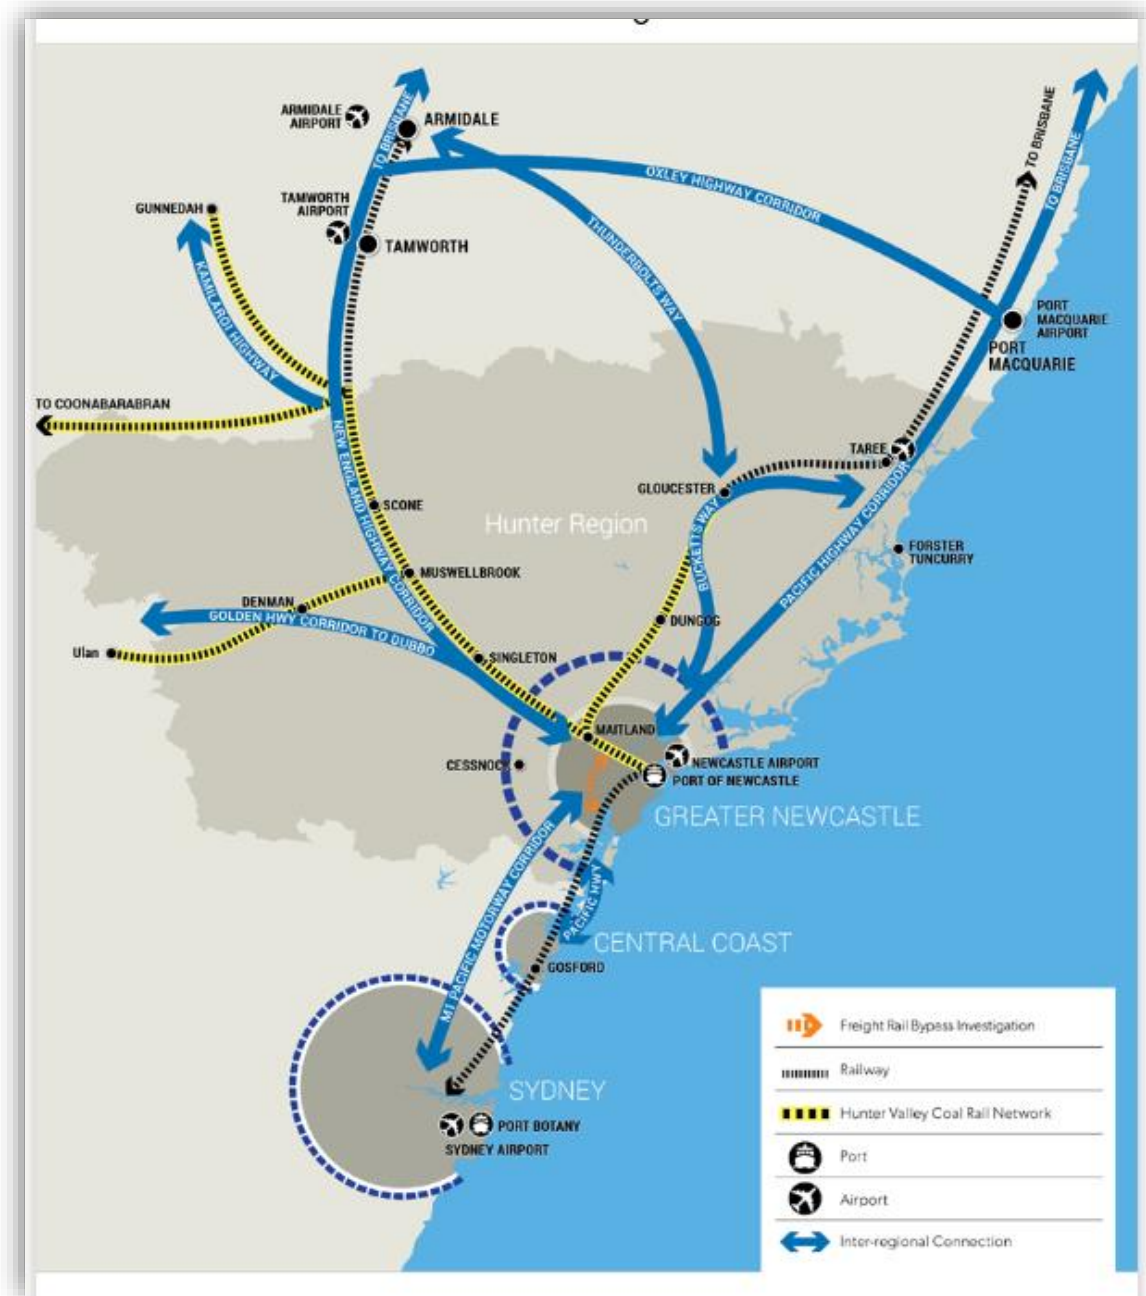 TO BRISBANE
TO BRISBANE
TO BRISBANE
ARMIDALE
AIRPORT
ARMIDALE
OXLEY HIGHWAY CORRIDOR
TAMWORTH
AIRPORT
GUNNEDAH
THUNDERBOLTS WAY
TAMWORTH
KAMILAROI HIGHWAY
PORT
MACQUARIE
AIRPORT
PORT
MACQUARIE
TO COONABARABRAN
NEW ENGLAND HIGHWAY CORRIDOR
TAREE
GLOUCESTER
SCONE
Hunter Region
BUCKETTS WAY
PACIFIC HIGHWAY CORRIDOR
FORSTER
TUNCURRY
MUSWELLBROOK
DENMAN
GOLDEN HWY CORRIDOR TO DUBBO
DUNGOG
Ulan
SINGLETON
MAITLAND
CESSNOCK
NEWCASTLE AIRPORT
PORT OF NEWCASTLE
GREATER NEWCASTLE
M1 PACIFIC MOTORWAY CORRIDOR
PACIFIC HWY
CENTRAL COAST
GOSFORD
SYDNEY
PORT BOTANY
SYDNEY AIRPORT
Freight Rail Bypass Investigation
Railway
Hunter Valley Coal Rail Network
Port
Airport
Inter-regional Connection